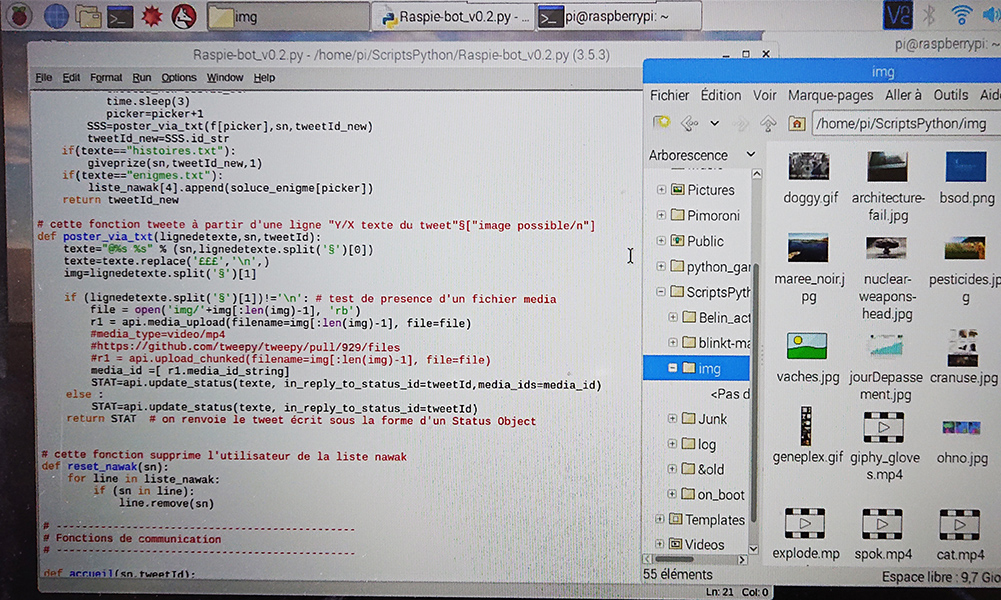 img
Raspie-bot_v0.2.py - ...
pi@raspberrypi: ~
Raspie-bot_v0.2.py - /home/pi/ScriptsPython/Raspie-bot_v0.2.py (3.5.3)
File Edit Format Run Options Window Help
time.sleep(3)
picker=picker+1
SSS=poster_via_txt(f[picker],sn,tweetId_new)
tweetId_new=SSS.id_str
if(texte=="histoires.txt"):
giveprize(sn,tweetId_new,1)
if(texte=="enigmes.txt"):
liste_nawak[4].append(soluce_enigme[picker])
return tweetId_new
# cette fonction tweete à partir d'une ligne "Y/X texte du tweet"§["image possible/n"]
def poster_via_txt(lignedetexte,sn,tweetId):
texte="@%s %s" % (sn,lignedetexte.split('§')[0])
texte=texte.replace('£££','\n',)
img=lignedetexte.split('§')[1]
if (lignedetexte.split('§')[1])!='\n': # test de presence d'un fichier media
file = open('img/'+img[:len(img)-1], 'rb')
r1 = api.media_upload(filename=img[:len(img)-1], file=file)
#media_type=video/mp4
#https://github.com/tweepy/tweepy/pull/929/files
#r1 = api.upload_chunked(filename=img[:len(img)-1], file=file)
media_id =[ r1.media_id_string]
STAT=api.update_status(texte, in_reply_to_status_id=tweetId,media_ids=media_id)
else :
STAT=api.update_status(texte, in_reply_to_status_id=tweetId)
return STAT # on renvoie le tweet écrit sous la forme d'un Status Object
# cette fonction supprime l'utilisateur de la liste nawak
def reset_nawak(sn):
for line in liste_nawak:
if (sn in line):
line.remove(sn)
# ---------------------------------------------
# Fonctions de communication
# ---------------------------------------------
def accueil(sn,tweetId):
Ln: 21 Col: 0
pi@raspberrypi: ~
img
Fichier Édition Voir Marque-pages Aller à Outils Aide
/home/pi/ScriptsPython/img
Arborescence
Pictures
Pimoroni
Public
python_gar
ScriptsPyth
Belin_act
blinkt-ma
img
<Pas d
Junk
log
&old
on_boot
Templates
Videos
doggy.gif
architecture-
fail.jpg
bsod.png
maree_noir.j
pg
nuclear-
weapons-
head.jpg
pesticides.jp
g
vaches.jpg
jourDepasse
ment.jpg
cranuse.jpg
geneplex.gif
giphy_glove
s.mp4
ohno.jpg
explode.mp
spok.mp4
cat.mp4
55 éléments
Espace libre : 9,7 Gio